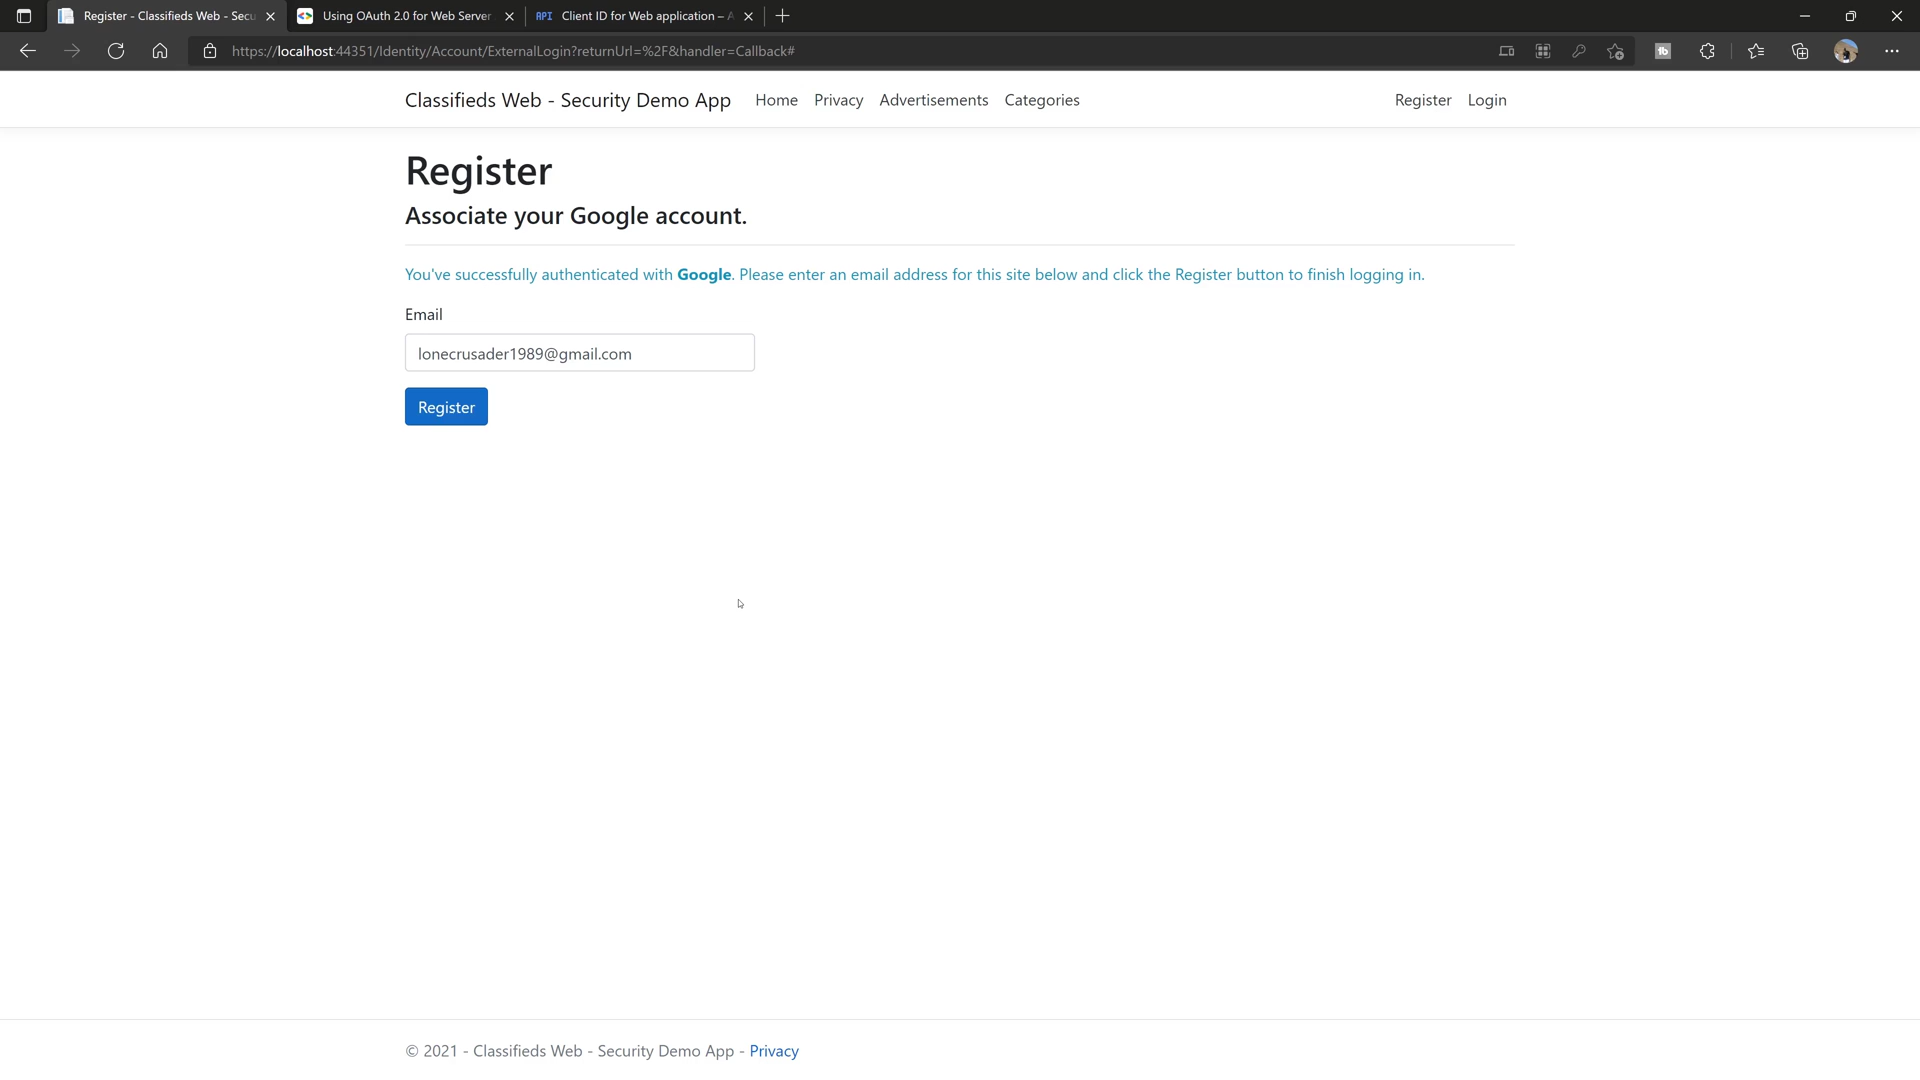 Register - Classifieds Web - Secu
Using OAuth 2.0 for Web Server
API Client ID for Web application – A
https://localhost:44351/Identity/Account/ExternalLogin?returnUrl=%2F&handler=Callback#
Classifieds Web - Security Demo App Home Privacy Advertisements Categories Register Login
Register
Associate your Google account.
You've successfully authenticated with Google. Please enter an email address for this site below and click the Register button to finish logging in.
Email
lonecrusader1989@gmail.com
Register
© 2021 - Classifieds Web - Security Demo App - Privacy